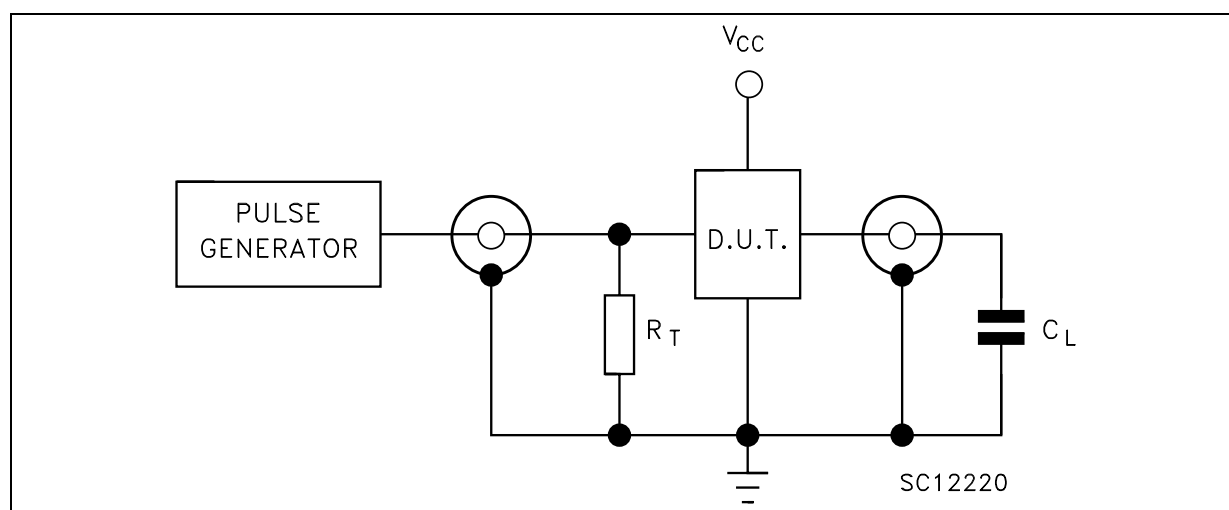 VCC
PULSE
GENERATOR
D.U.T.
RT
CL
SC12220